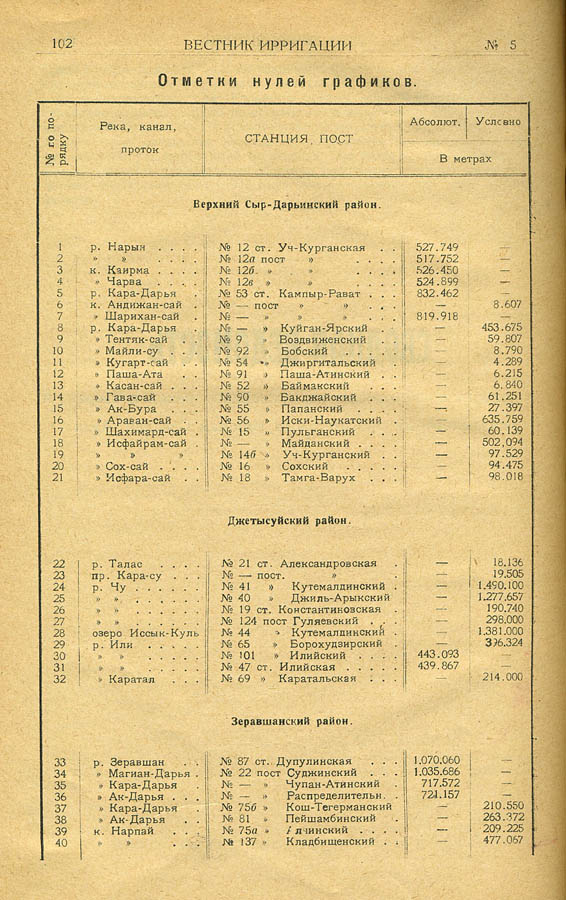 102 ВЕСТНИК ИРРИГАЦИИ № 5
Отметки нулей графиков.
№ го по-рядку Река, канал, проток СТАНЦИЯ, ПОСТ Абсолют. Условно
В метрах
Верхний Сыр-Дарьинский район.
1 р. Нарын . . . . № 12 ст. Уч-Курганская . . 527.749 —
2 » » . . . . № 12а пост » . . . . 517.752 —
3 к. Каирма . . . . № 12б. » » . . . . 526.450 —
4 » Чарва . . . . № 12в » » . . . . 524.899 —
5 р. Кара-Дарья . № 53 ст. Кампыр-Рават . . . 832.462 —
6 к. Андижан-сай . № — пост » » . . — 8.607
7 » Шарихан-сай . № — » » » . . 819.918 —
8 р. Кара-Дарья . № — » Куйган-Ярский . . — 453.675
9 » Тентяк-сай . . № 9 » Воздвиженский . . — 59.807
10 » Майли-су . . . № 92 » Бобский . . . . . — 8.790
11 » Кугарт-сай . . № 54 » Джиргитальский . — 4.289
12 » Паша-Ата . . № 91 » Паша-Атинский . . — 6.215
13 » Касан-сай . . № 52 » Баймакский . . . — 6.840
14 » Гава-сай . . . № 90 » Бакджайский . . . — 61.251
15 » Ак-Бура . . . № 55 » Папанский . . . . — 27.397
16 » Араван-сай . . № 56 » Иски-Наукатский . — 635.759
17 » Шахимард-сай . № 15 » Пульганский . . . — 60.139
18 » Исфайрам-сай . № — » Майданский . . . — 502,094
19 » » » . № 14б » Уч-Курганский . . — 97.529
20 » Сох-сай . . . . № 16 » Сохский . . . . . — 94.475
21 » Исфара-сай . . № 18 » Тамга-Варух . . . — 98.018
Джетысуйский район.
22 р. Талас . . . . № 21 ст. Александровская . — 18.136
23 пр. Кара-су . . . № — пост. » . — 19.505
24 р. Чу . . . . . № 41 » Кутемалдинский . — 1.490.100
25 » » . . . . . № 40 » Джиль-Арыкский — 1.277,657
26 » » . . . . . № 19 ст. Константиновская . — 190,740
27 » » . . . . . № 124 пост Гуляевский . . . — 298.000
28 озеро Иссык-Куль № 44 » Кутемалдинский . — 1.381.000
29 р. Или . . . . . № 65 » Борохудзирский — 396.324
30 » » . . . . . № 101 » Илийский . . . . 443.093 —
31 » » . . . . . № 47 ст. Илийская . . . . . 439.867 —
32 » Каратал . . . № 69 » Каратальская . . . — 214.000
Зеравшанский район.
33 р. Зеравшан . . № 87 ст. Дупулинская . . . 1,070.060 —
34 » Магиан-Дарья . № 22 пост Суджинский . . . 1,035.686 —
35 » Кара-Дарья № — » Чупан-Атинский . 717.572 —
36 » Ак-Дарья . . . № — » Распределительн. . 721.157 —
37 » Кара-Дарья . № 75б » Кош-Тегерманский — 210.550
38 » Ак-Дарья . . № 81 » Пейшамбинский . — 263.372
39 к. Нарпай . . . № 75а » ячинский . . . . — 209.225
40 » » . . . № 137 » Кладбищенский . . — 477.067